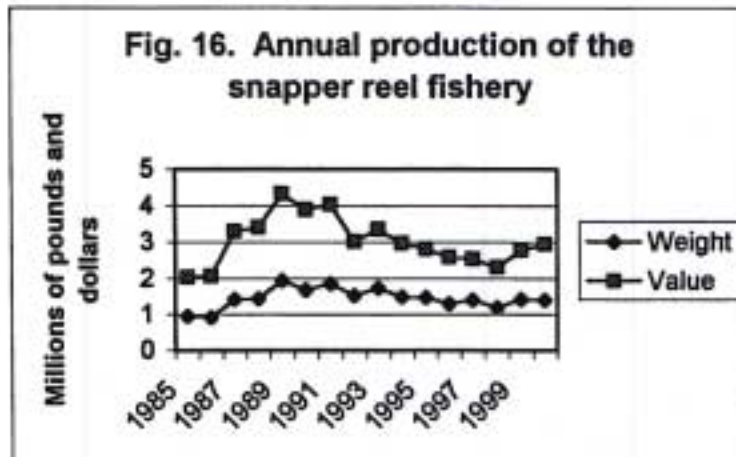 Fig. 16. Annual production of the
snapper reel fishery
Millions of pounds and
dollars
5
4
3
2
1
0
1985
1987
1989
1991
1993
1995
1997
1999
Weight
Value